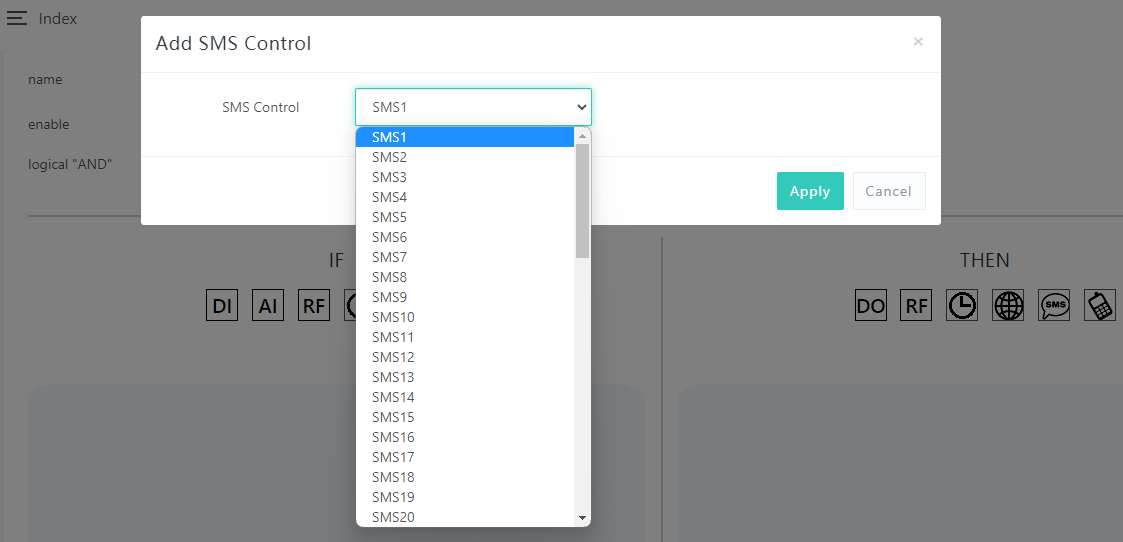 Index
Add SMS Control
×
name
SMS Control
SMS1
enable
logical "AND"
SMS1
SMS2
SMS3
SMS4
SMS5
SMS6
SMS7
SMS8
SMS9
SMS10
SMS11
SMS12
SMS13
SMS14
SMS15
SMS16
SMS17
SMS18
SMS19
SMS20
Apply
Cancel
IF
THEN
DI
AI
RF
DO
RF
SMS